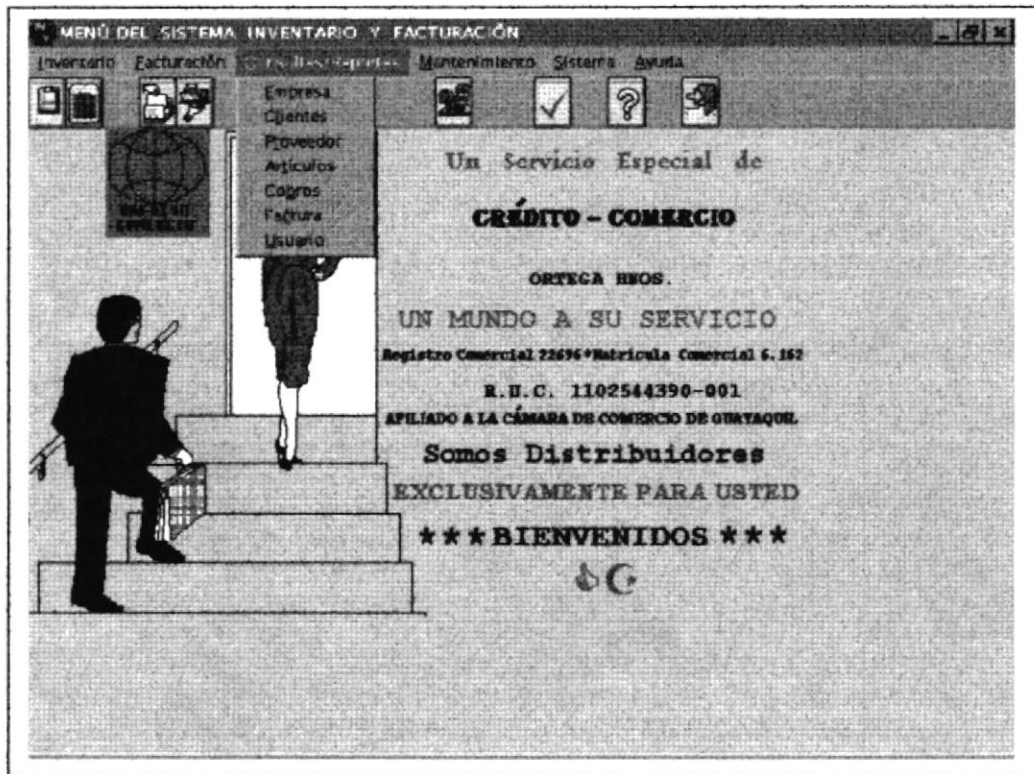 MENÚ DEL SISTEMA INVENTARIO Y FACTURACIÓN
Inventario Facturación Mantenimiento Sistema Ayuda
Empresa
Clientes
Proveedor
Artículos
Cobros
Factura
Usuario
COMERCIO
Un Servicio Especial de
CRÉDITO - COMERCIO
ORTEGA HNOS.
UN MUNDO A SU SERVICIO
Registro Comercial 22696*Matrícula Comercial 6.162
R.U.C. 1102544390-001
AFILIADO A LA CÁMARA DE COMERCIO DE GUAYAQUIL
Somos Distribuidores
EXCLUSIVAMENTE PARA USTED
***BIENVENIDOS ***